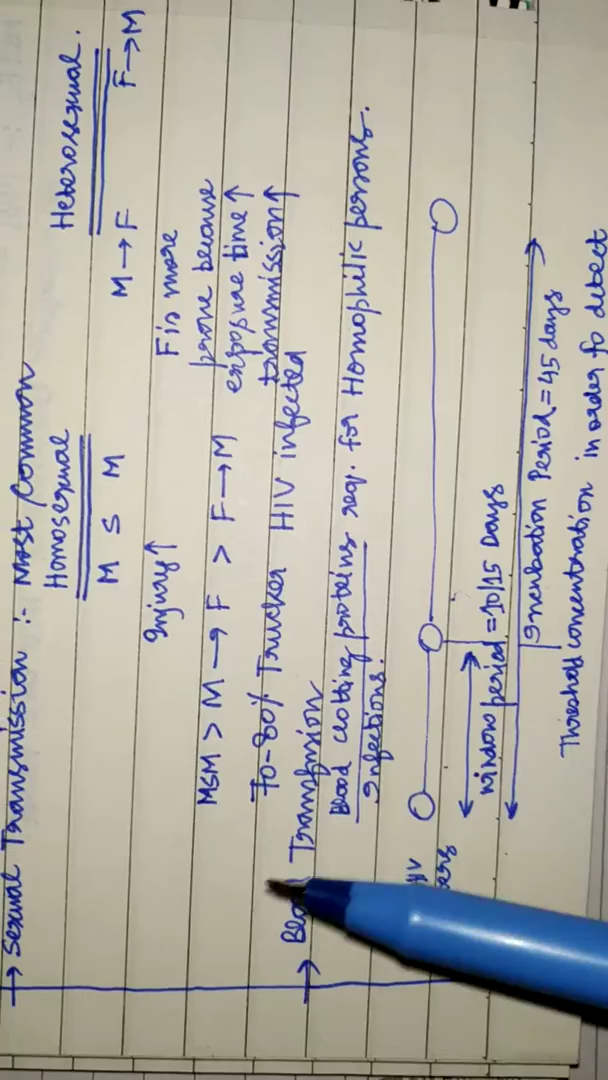 → Sexual Transmission :- Most Common
Homosexual Heterosexual.
M S M M → F F → M
Injury ↑ F is more
prone because
exposure time ↑
transmission ↑
MSM > M → F > F → M
70-80% Trucker HIV infected
→ Transfusion
Blood clotting proteins req. for Homophilic persons.
Infections.
window period = 10/15 Days
Incubation Period = 45 days
Threshold concentration in order to detect